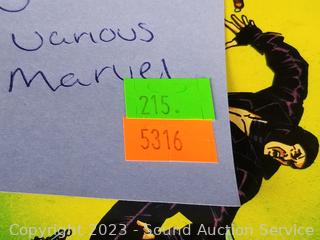 various
Marvel
215.
5316
Copyright 2023 - Sound Auction Service